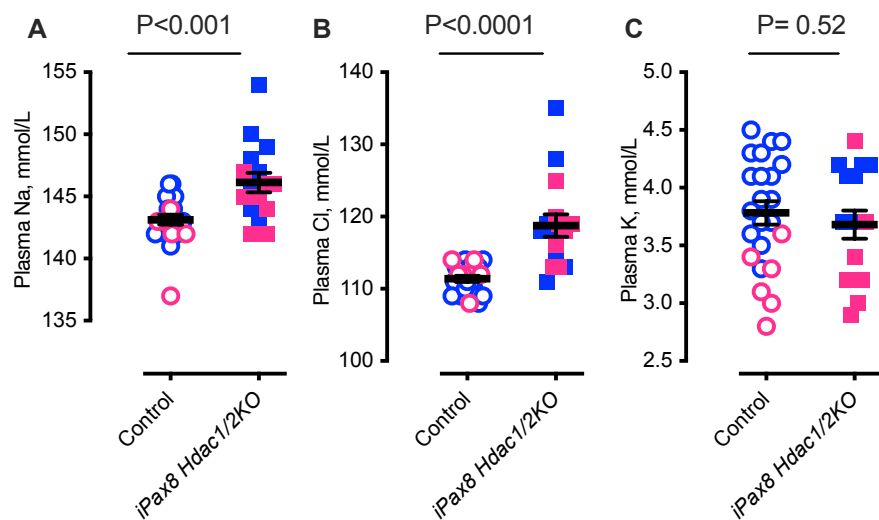 A
P<0.001
Plasma Na, mmol/L
155
150
145
140
135
Control
iPax8 Hdac1/2KO
B
P<0.0001
Plasma Cl, mmol/L
140
130
120
110
100
Control
iPax8 Hdac1/2KO
C
P= 0.52
Plasma K, mmol/L
5.0
4.5
4.0
3.5
3.0
2.5
Control
iPax8 Hdac1/2KO